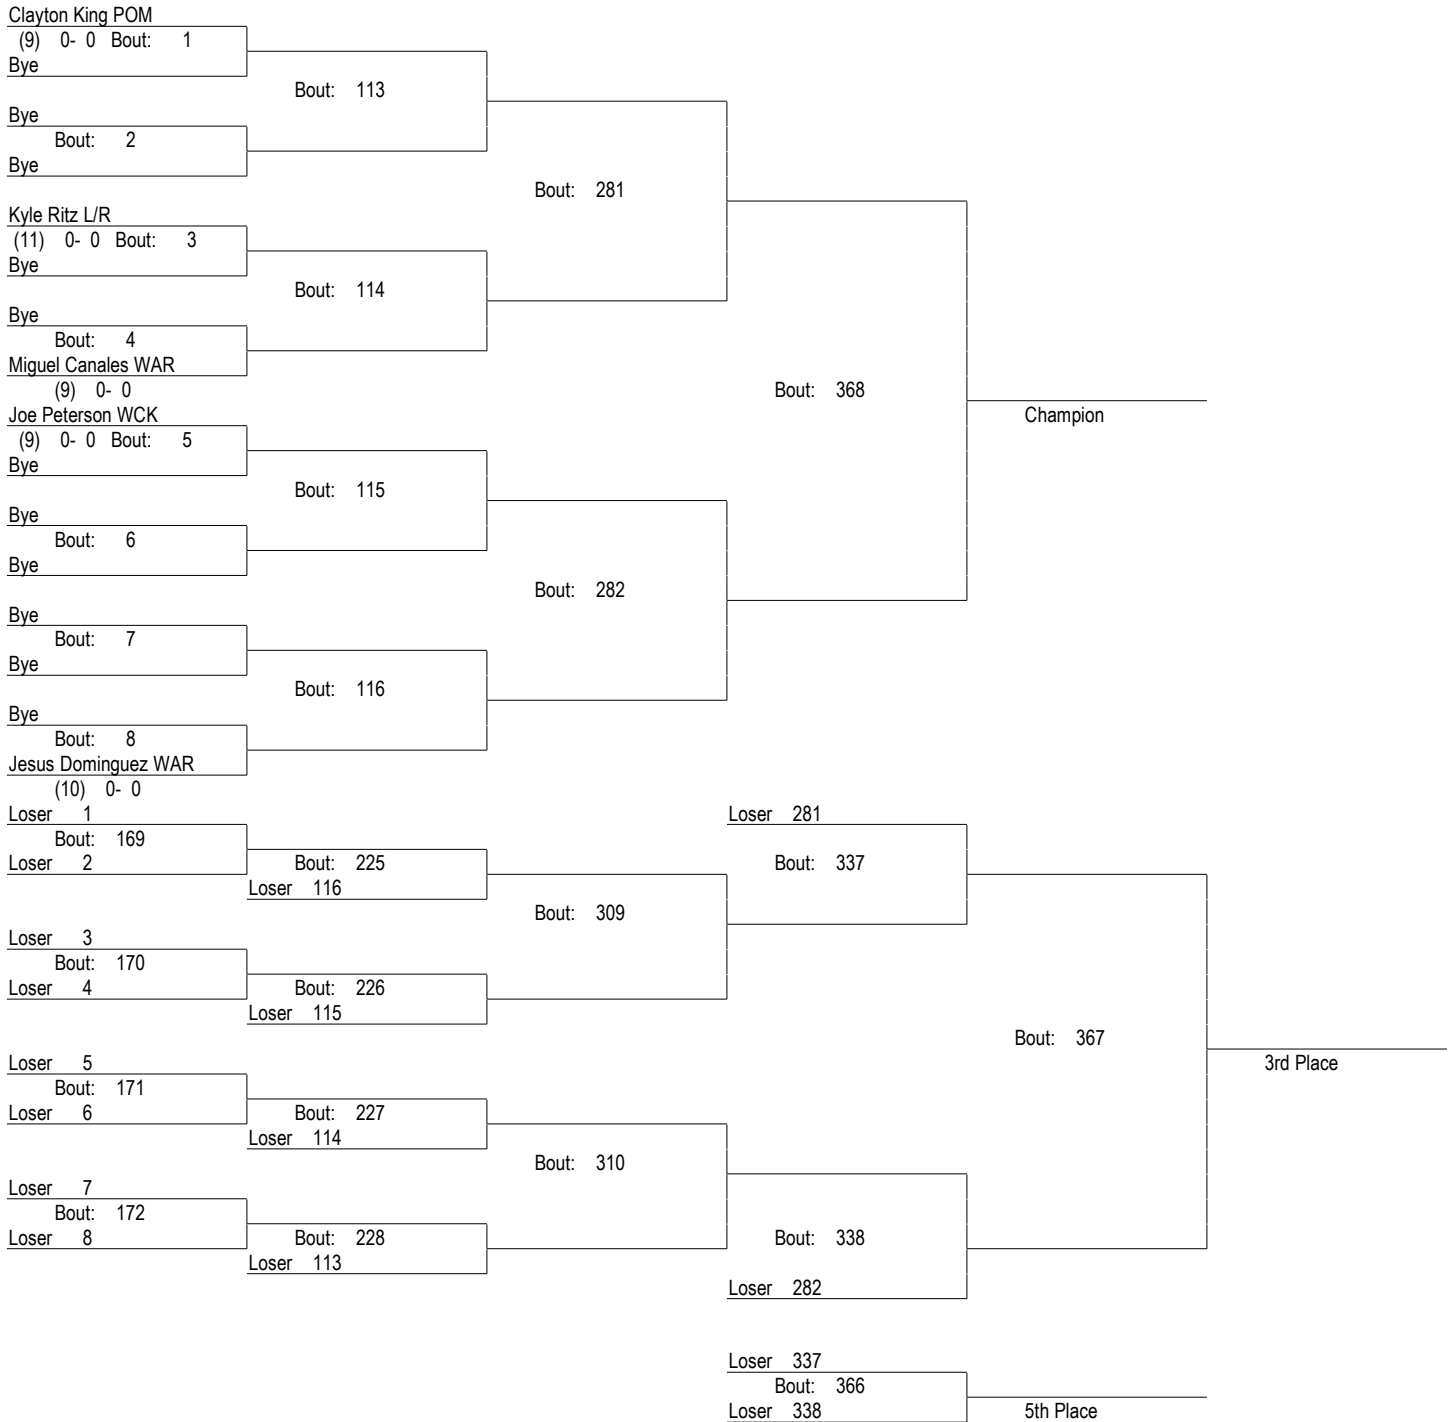 Clayton King POM
(9) 0- 0 Bout: 1
Bye
Bout: 113
Bye
Bout: 2
Bye
Bout: 281
Kyle Ritz L/R
(11) 0- 0 Bout: 3
Bye
Bout: 114
Bye
Bout: 4
Miguel Canales WAR
(9) 0- 0
Bout: 368
Joe Peterson WCK
Champion
(9) 0- 0 Bout: 5
Bye
Bout: 115
Bye
Bout: 6
Bye
Bout: 282
Bye
Bout: 7
Bye
Bout: 116
Bye
Bout: 8
Jesus Dominguez WAR
(10) 0- 0
Loser 1
Loser 281
Bout: 169
Loser 2
Bout: 225
Bout: 337
Loser 116
Bout: 309
Loser 3
Bout: 170
Loser 4
Bout: 226
Loser 115
Bout: 367
Loser 5
3rd Place
Bout: 171
Loser 6
Bout: 227
Loser 114
Bout: 310
Loser 7
Bout: 172
Loser 8
Bout: 228
Bout: 338
Loser 113
Loser 282
Loser 337
Bout: 366
Loser 338
5th Place